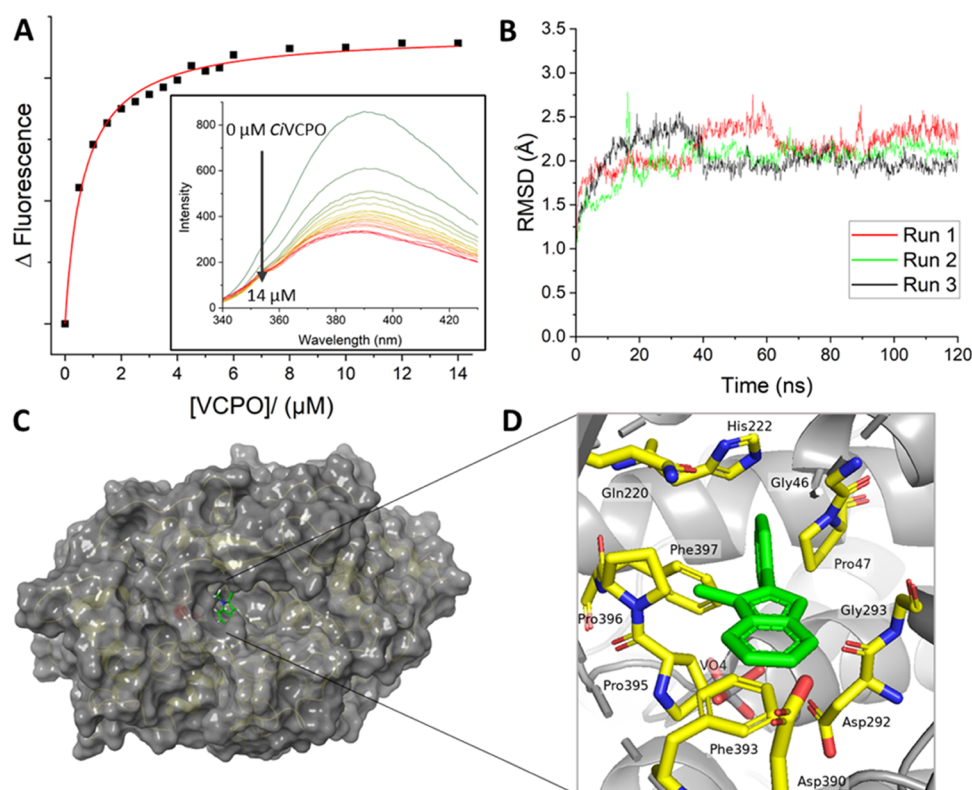 A
Δ Fluorescence
0 2 4 6 8 10 12 14
[VCPO]/ (μM)
Intensity
800
600
400
200
0
0 μM CiVCPO
14 μM
340 360 380 400 420
Wavelength (nm)
B
RMSD (Å)
3.5
3.0
2.5
2.0
1.5
1.0
0.5
0.0
Run 1
Run 2
Run 3
0 20 40 60 80 100 120
Time (ns)
C
D
His222
Gln220
Gly46
Phe397
Pro47
Gly293
Pro396
VO4
Pro395
Asp292
Phe393
Asp390